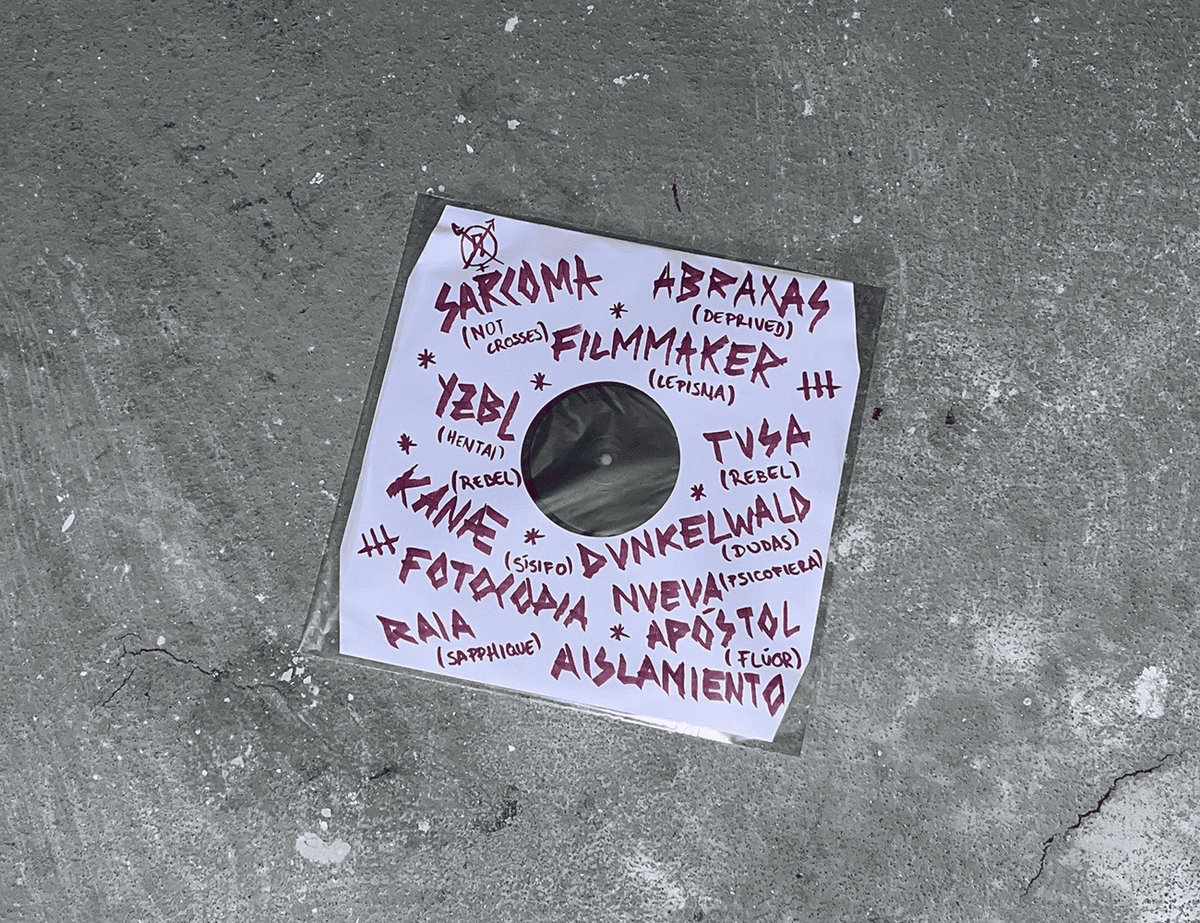 SARCOMA
(NOT
CROSSES)
ABRAXAS
(DEPRIVED)
FILMMAKER
(LEPISMA)
YZBL
(HENTAI)
TVSA
(REBEL)
(REBEL)
KANÆ
DVNKELWALD
(DUDAS)
(SÍSIFO)
FOTOCOPIA
NVEVA (PSICOFIERA)
APÓSTOL
(FLÚOR)
RAIA
(SAPPHIQUE)
AISLAMIENTO